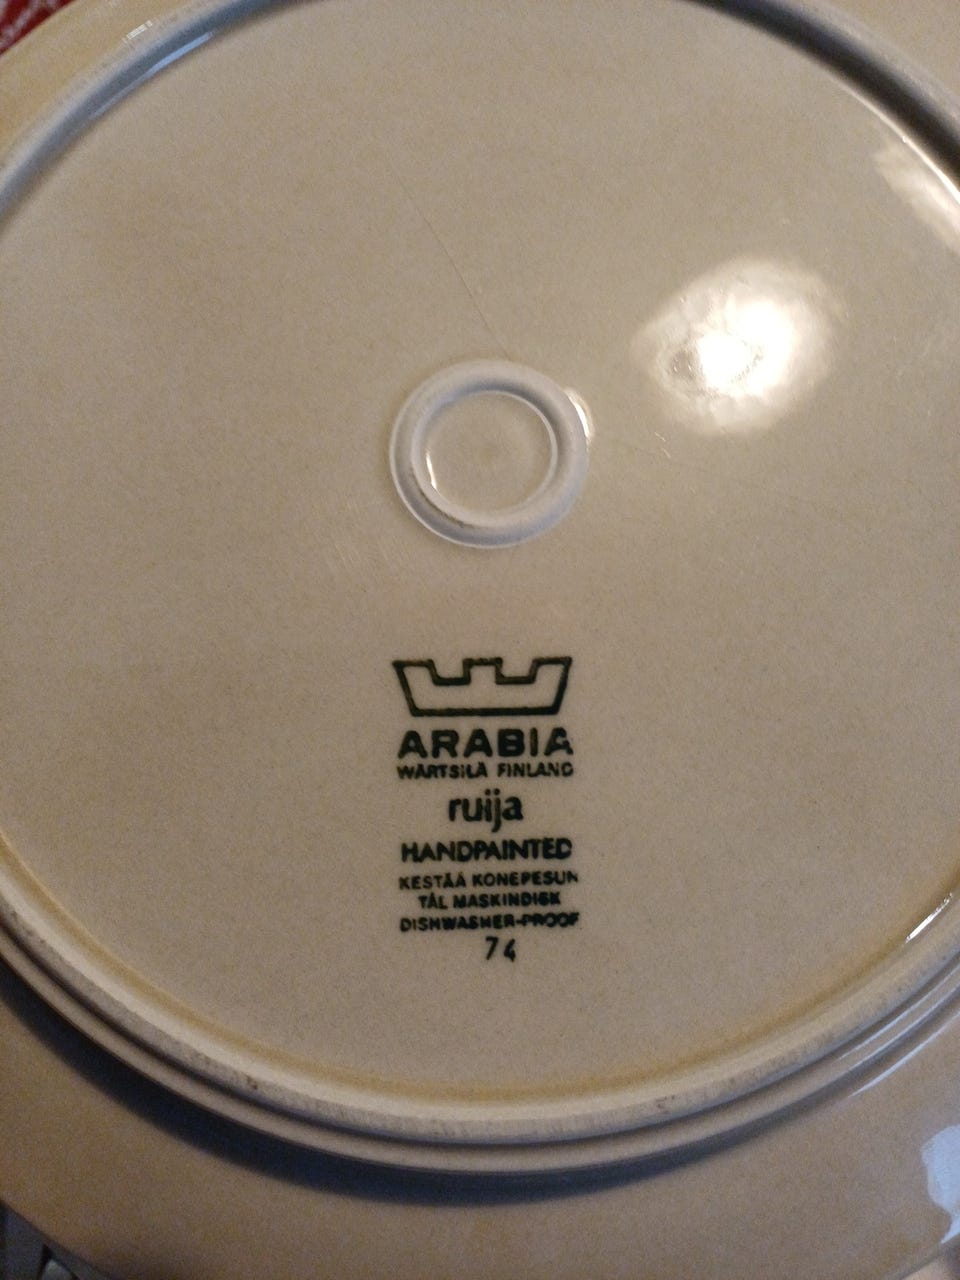 ARABIA
WÄRTSILÄ FINLAND
ruija
HANDPAINTED
KESTÄÄ KONEPESUN
TÅL MASKINDISK
DISHWASHER-PROOF
74